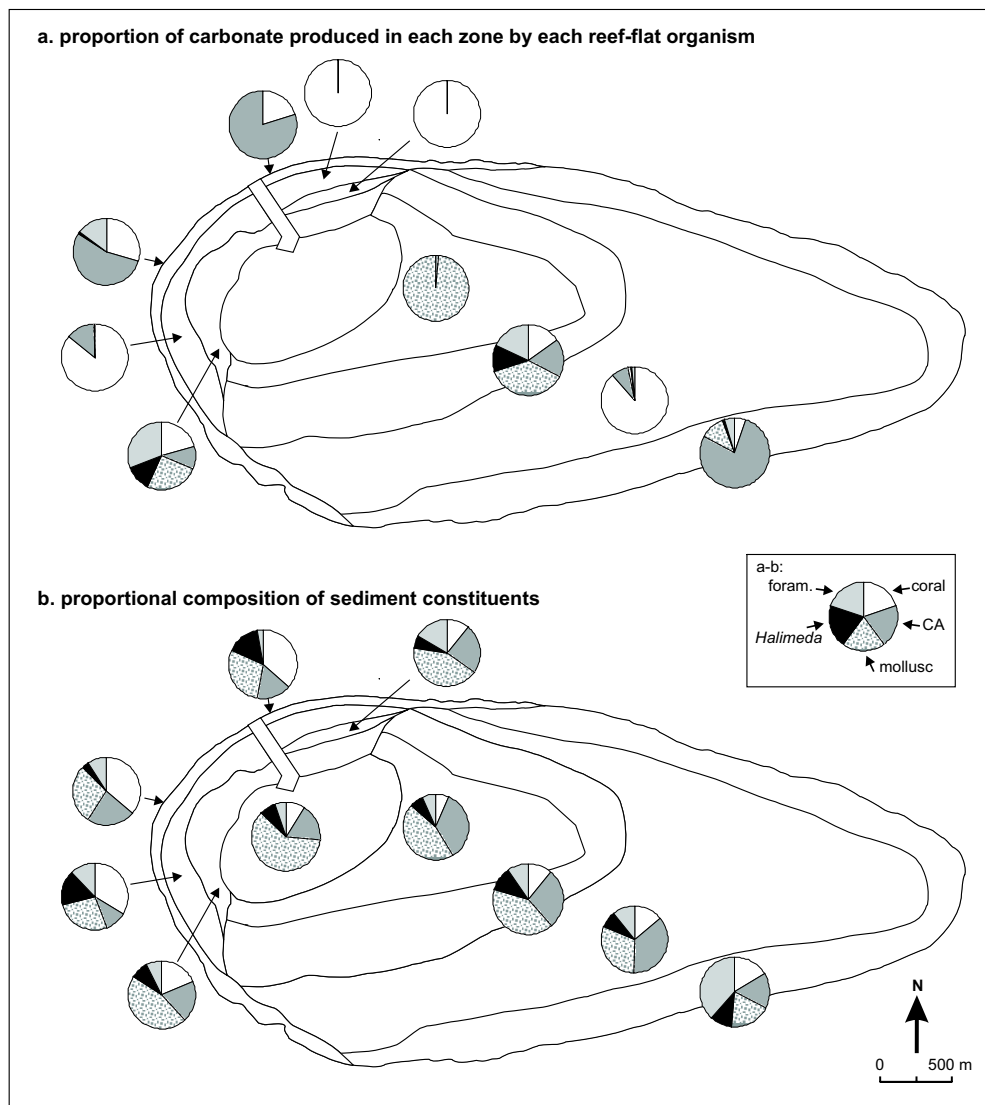 a. proportion of carbonate produced in each zone by each reef-flat organism
a-b:
foram.
coral
Halimeda
CA
mollusc
b. proportional composition of sediment constituents
N
0 500 m